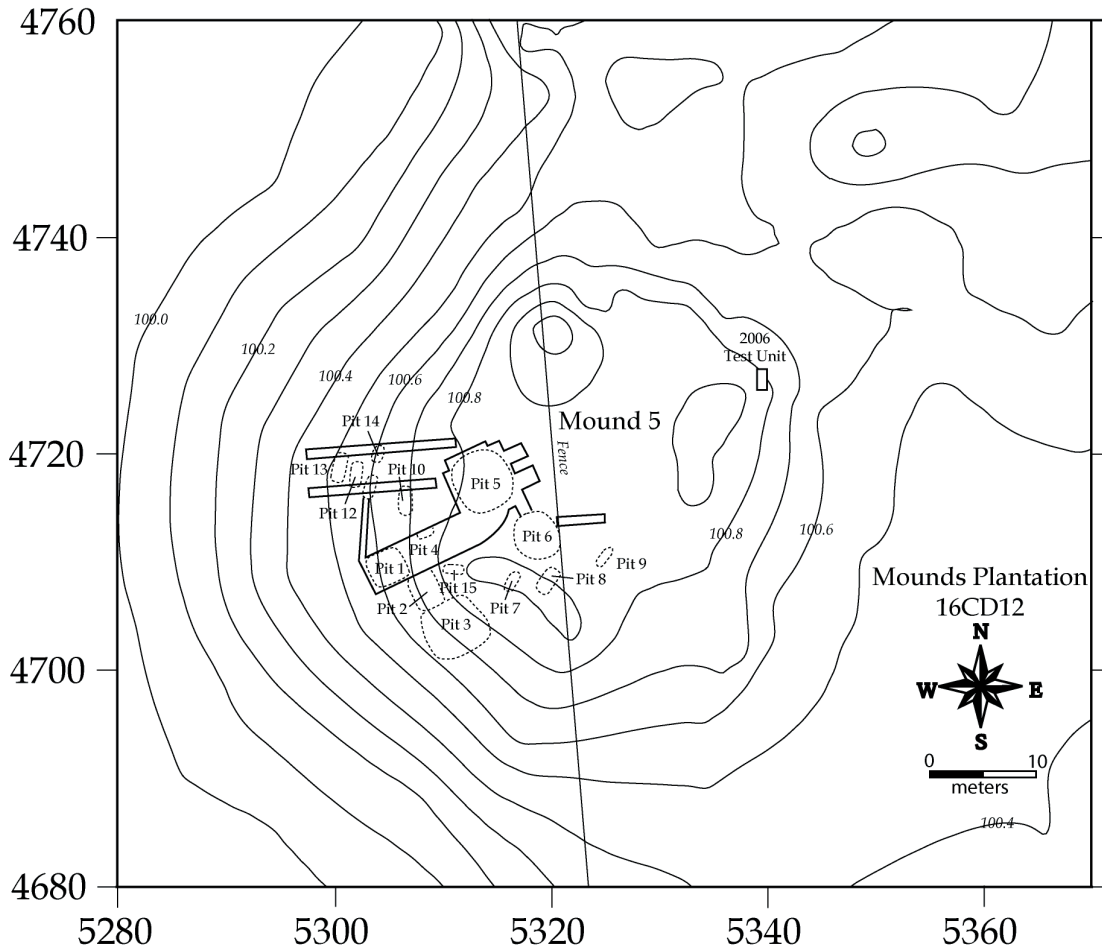 4760
4740
100.0
100.2
2006
Test Unit
100.4
100.6
100.8
Pit 14
Mound 5
4720
Fence
Pit 13
Pit 10
Pit 5
Pit 12
Pit 6
100.8
100.6
Pit 4
Pit 9
Pit 1
Pit 8
Pit 15
Pit 2
Pit 7
Pit 3
Mounds Plantation
16CD12
N
W
E
S
4700
0
10
meters
100.4
4680
5280
5300
5320
5340
5360